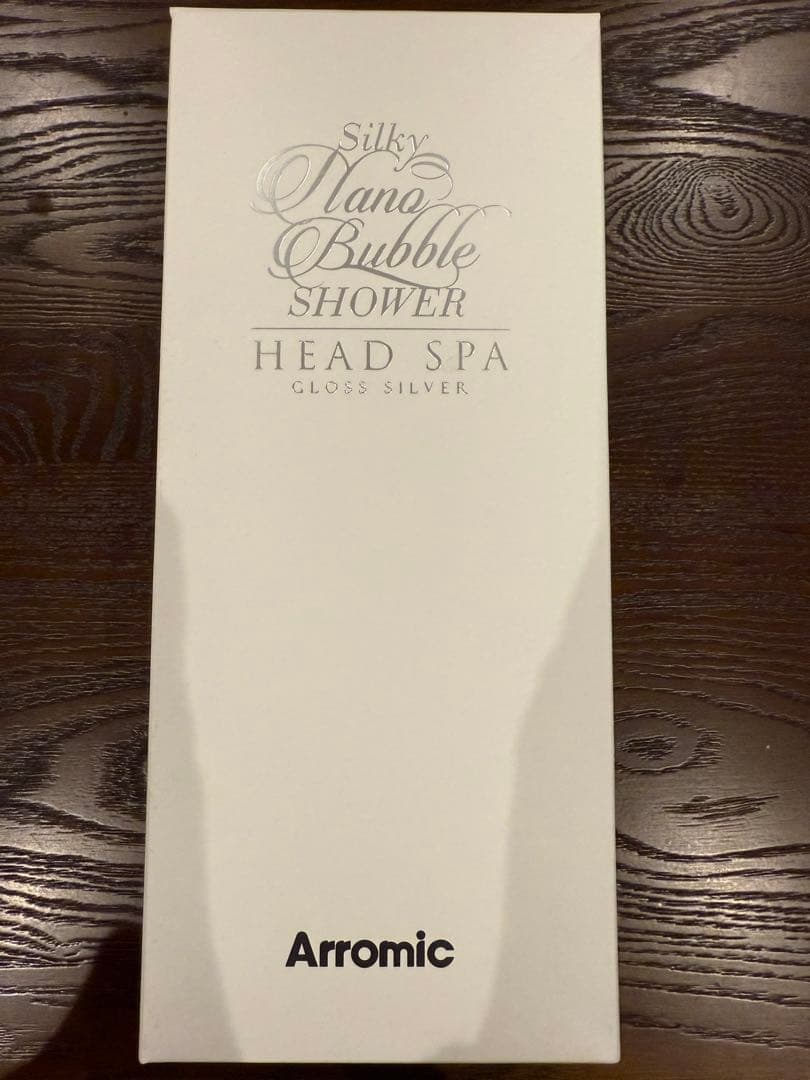 Silky
Nano
Bubble
SHOWER
HEAD SPA
GLOSS SILVER
Arromic